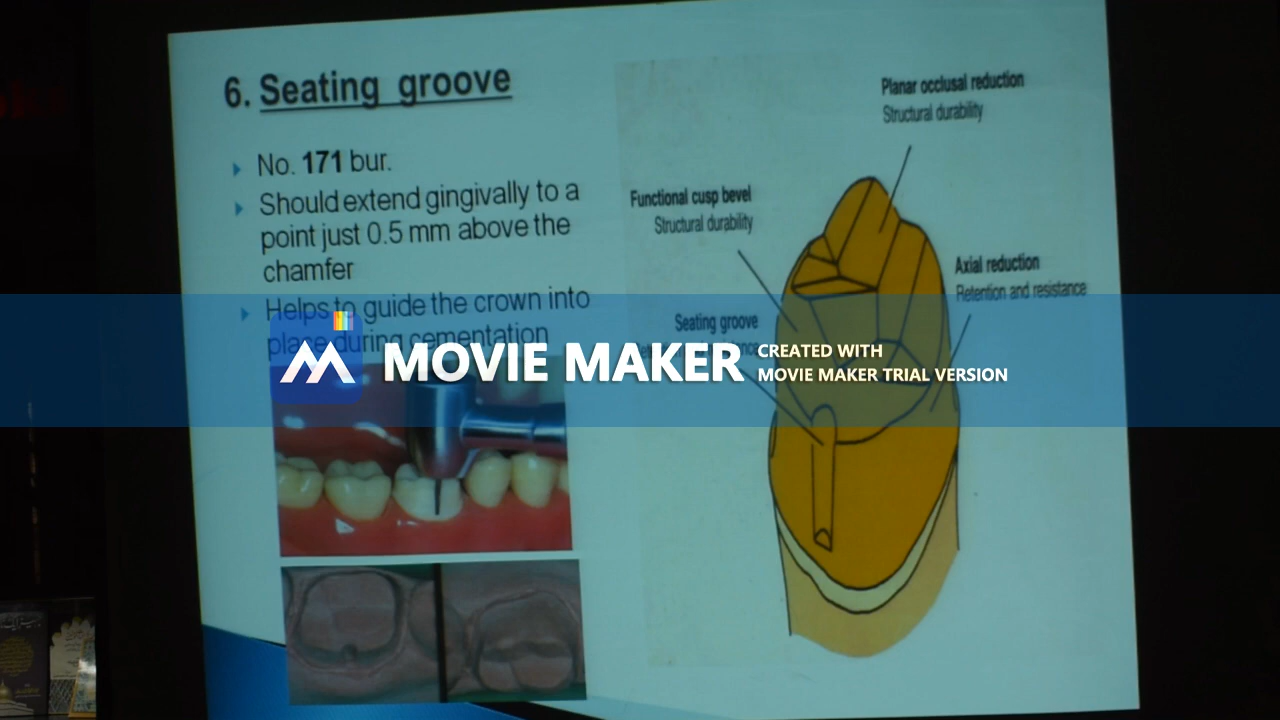 6. Seating groove
No. 171 bur.
Should extend gingivally to a
point just 0.5 mm above the
chamfer
Helps to guide the crown into
place during cementation
Planar occlusal reduction
Structural durability
Functional cusp bevel
Structural durability
Axial reduction
Retention and resistance
Seating groove
MOVIE MAKER
CREATED WITH
MOVIE MAKER TRIAL VERSION